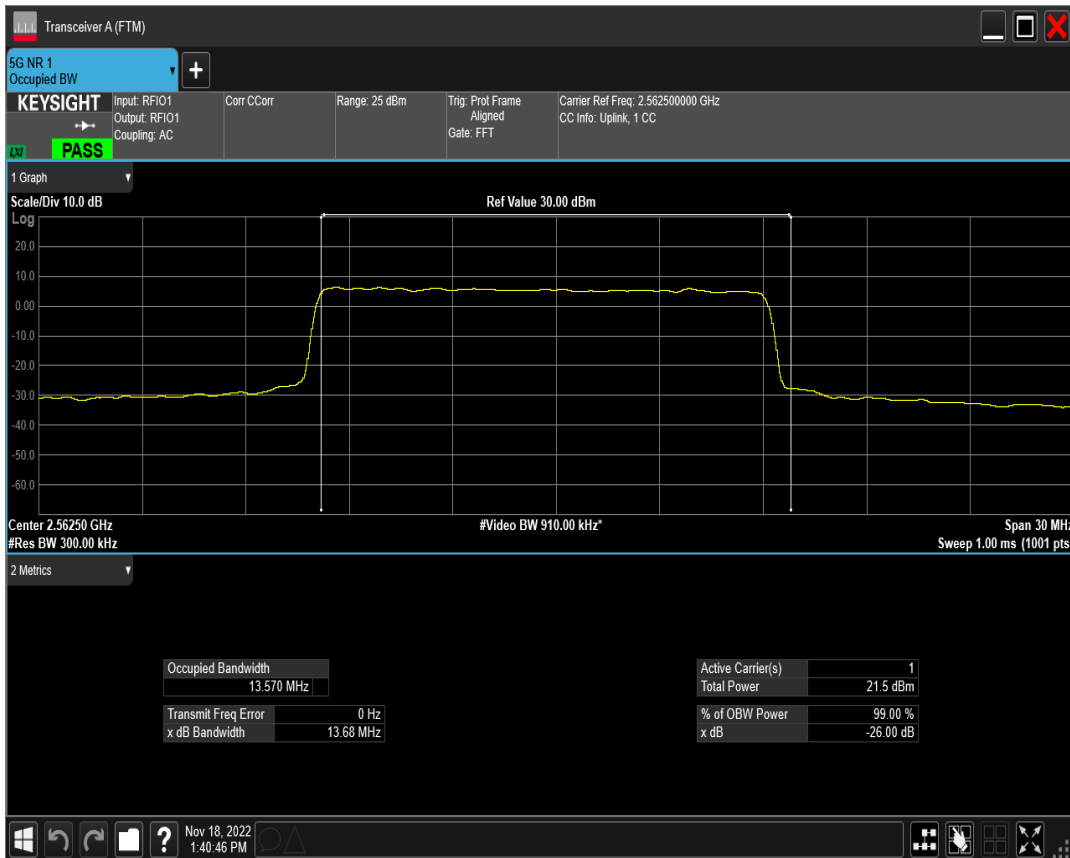 Transceiver A (FTM)
5G NR 1
Occupied BW
+
KEYSIGHT
LXI
PASS
Input: RFIO1
Output: RFIO1
Coupling: AC
Corr CCorr
Range: 25 dBm
Trig: Prot Frame
Aligned
Gate: FFT
Carrier Ref Freq: 2.562500000 GHz
CC Info: Uplink, 1 CC
1 Graph
Scale/Div 10.0 dB
Ref Value 30.00 dBm
Log
20.0
10.0
0.00
-10.0
-20.0
-30.0
-40.0
-50.0
-60.0
Center 2.56250 GHz
#Video BW 910.00 kHz*
Span 30 MHz
#Res BW 300.00 kHz
Sweep 1.00 ms (1001 pts
2 Metrics
Occupied Bandwidth
13.570 MHz
Transmit Freq Error 0 Hz
x dB Bandwidth 13.68 MHz
Active Carrier(s) 1
Total Power 21.5 dBm
% of OBW Power 99.00 %
x dB -26.00 dB
?
Nov 18, 2022
1:40:46 PM